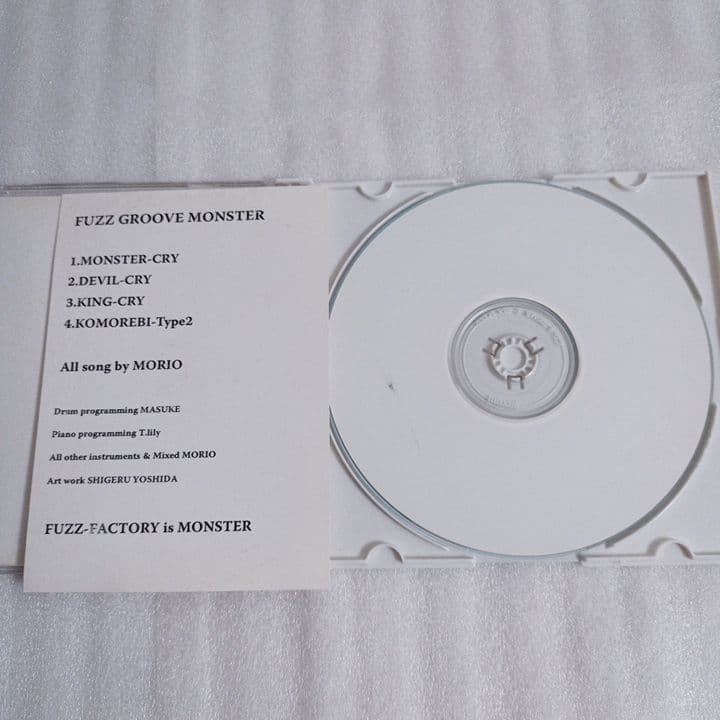 FUZZ GROOVE MONSTER
1.MONSTER-CRY
2.DEVIL-CRY
3.KING-CRY
4.KOMOREBI-Type2
All song by MORIO
Drum programming MASUKE
Piano programming T.lily
All other instruments & Mixed MORIO
Art work SHIGERU YOSHIDA
FUZZ-FACTORY is MONSTER